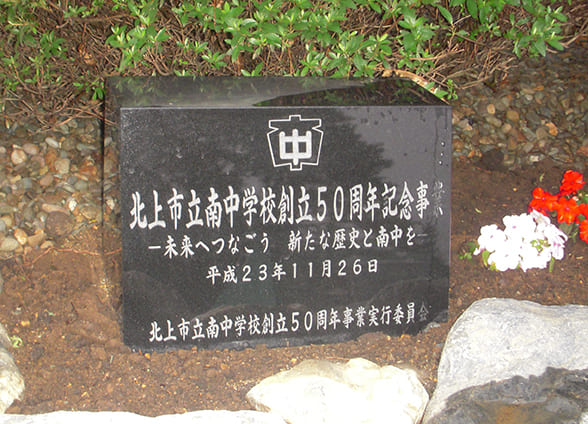 中
北上市立南中学校創立50周年記念事業
―未来へつなごう　新たな歴史と南中を―
平成23年11月26日
北上市立南中学校創立50周年事業実行委員会